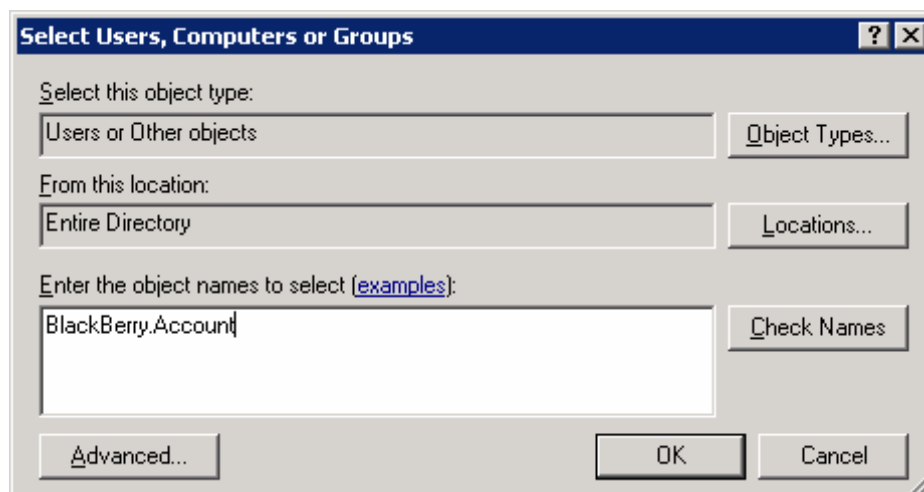 Select Users, Computers or Groups
Select this object type:
Users or Other objects
Object Types...
From this location:
Entire Directory
Locations...
Enter the object names to select (examples):
BlackBerry.Account
Check Names
Advanced...
OK
Cancel